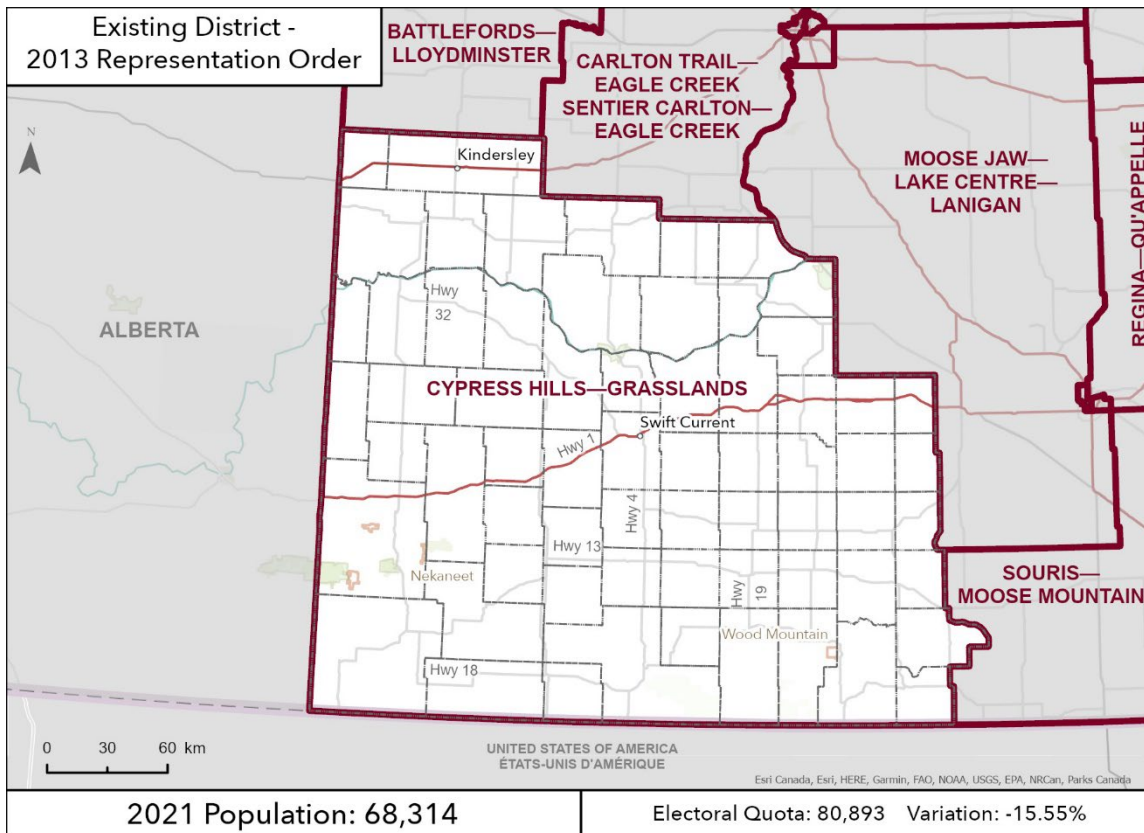 Existing District -
2013 Representation Order
BATTLEFORDS—
LLOYDMINSTER
CARLTON TRAIL—
EAGLE CREEK
SENTIER CARLTON—
EAGLE CREEK
MOOSE JAW—
LAKE CENTRE—
LANIGAN
REGINA—QU'APPELLE
N
Kindersley
ALBERTA
Hwy
32
CYPRESS HILLS—GRASSLANDS
Swift Current
Hwy 1
Hwy 4
Hwy 13
Nekaneet
Hwy
19
SOURIS—
MOOSE MOUNTAIN
Wood Mountain
Hwy 18
0 30 60 km
UNITED STATES OF AMERICA
ÉTATS-UNIS D'AMÉRIQUE
Esri Canada, Esri, HERE, Garmin, FAO, NOAA, USGS, EPA, NRCan, Parks Canada
2021 Population: 68,314
Electoral Quota: 80,893 Variation: -15.55%